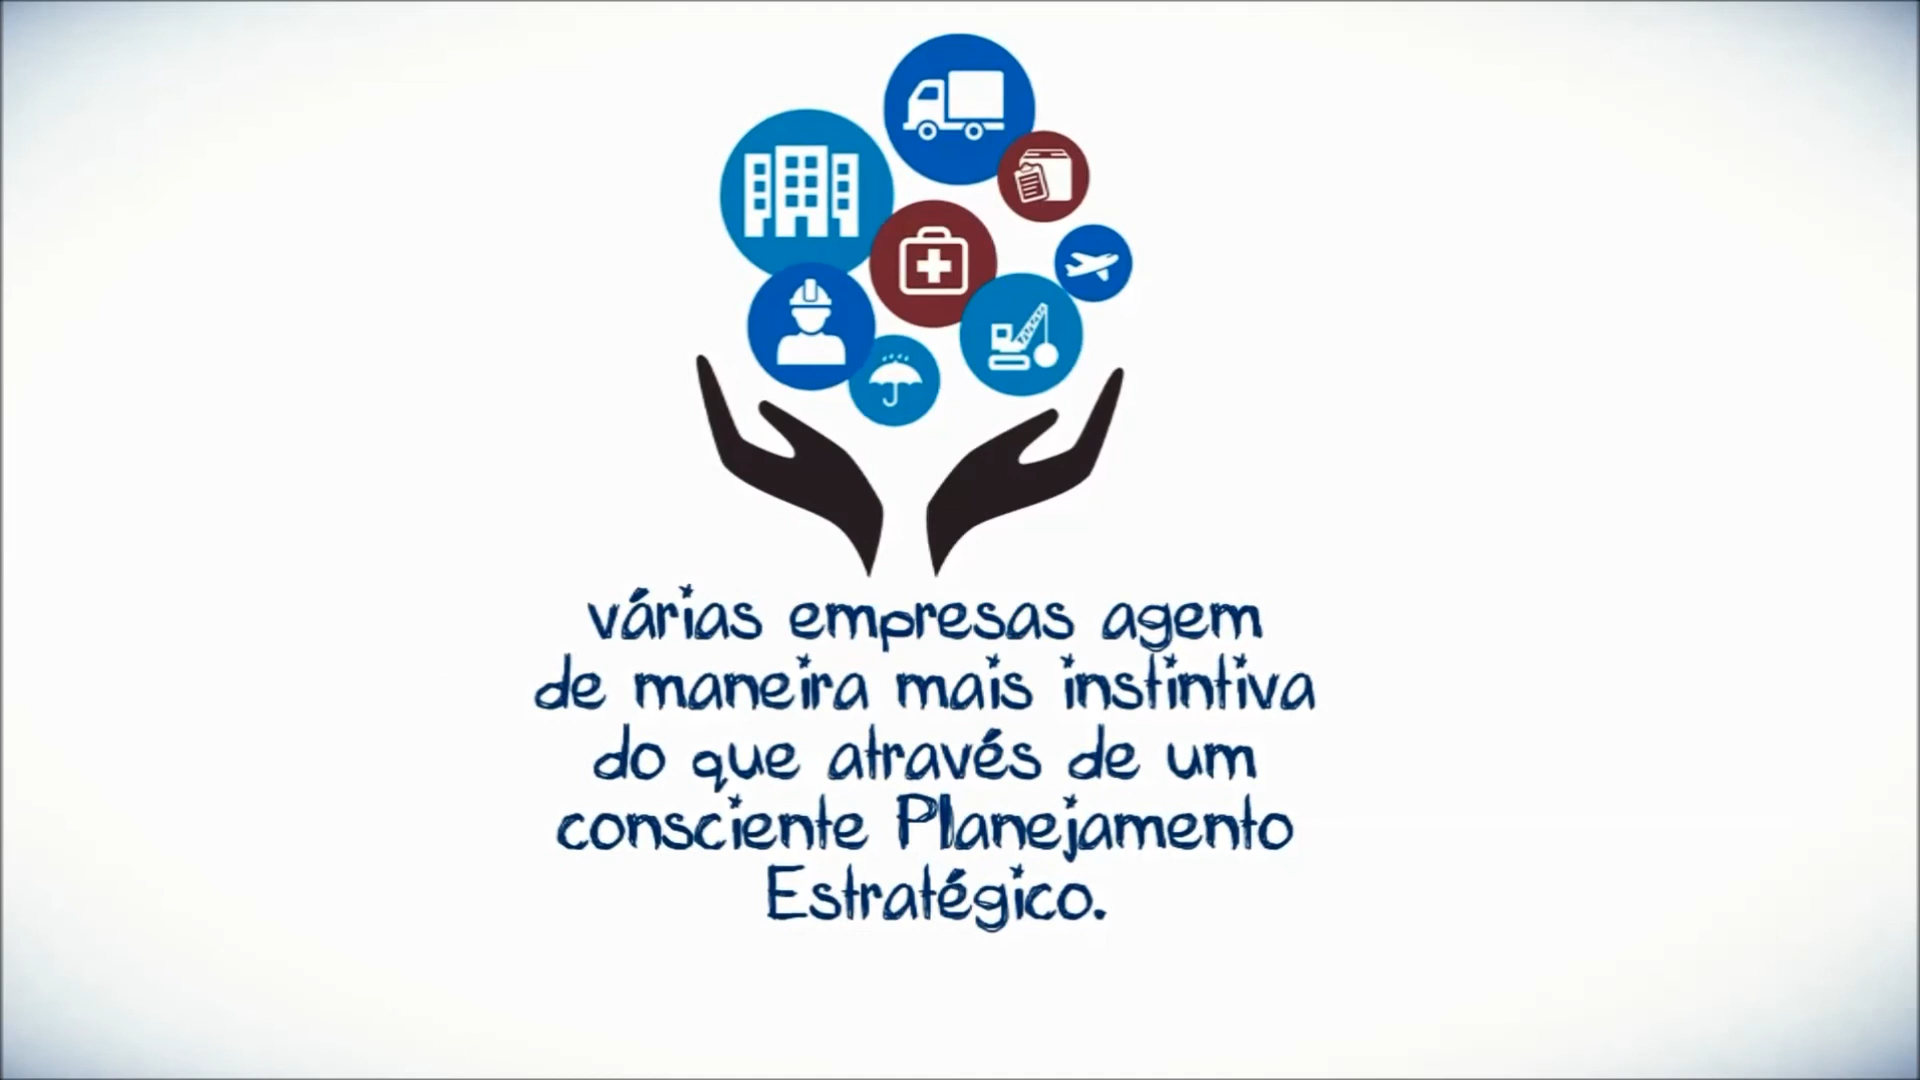 várias empresas agem
de maneira mais instintiva
do que através de um
consciente Planejamento
Estratégico.